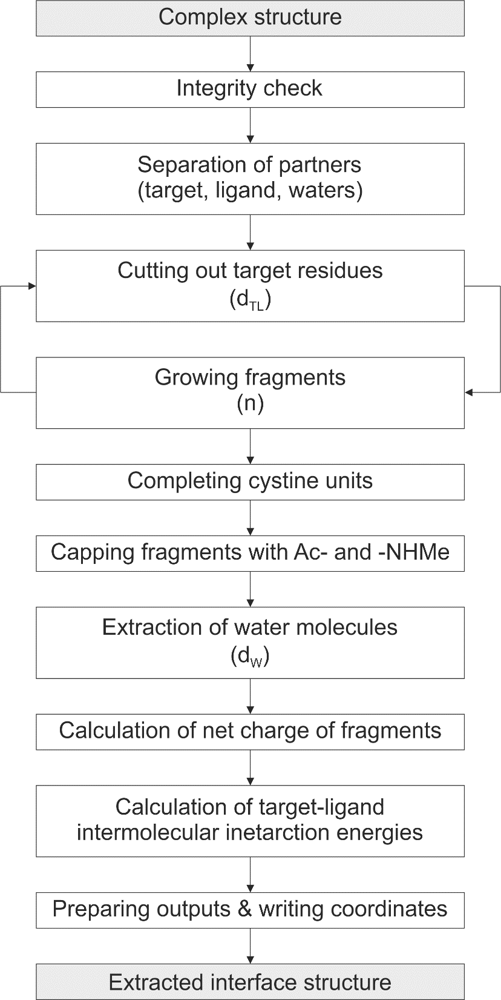 Complex structure
Integrity check
Separation of partners
(target, ligand, waters)
Cutting out target residues
(dTL)
Growing fragments
(n)
Completing cystine units
Capping fragments with Ac- and -NHMe
Extraction of water molecules
(dW)
Calculation of net charge of fragments
Calculation of target-ligand
intermolecular inetarction energies
Preparing outputs & writing coordinates
Extracted interface structure